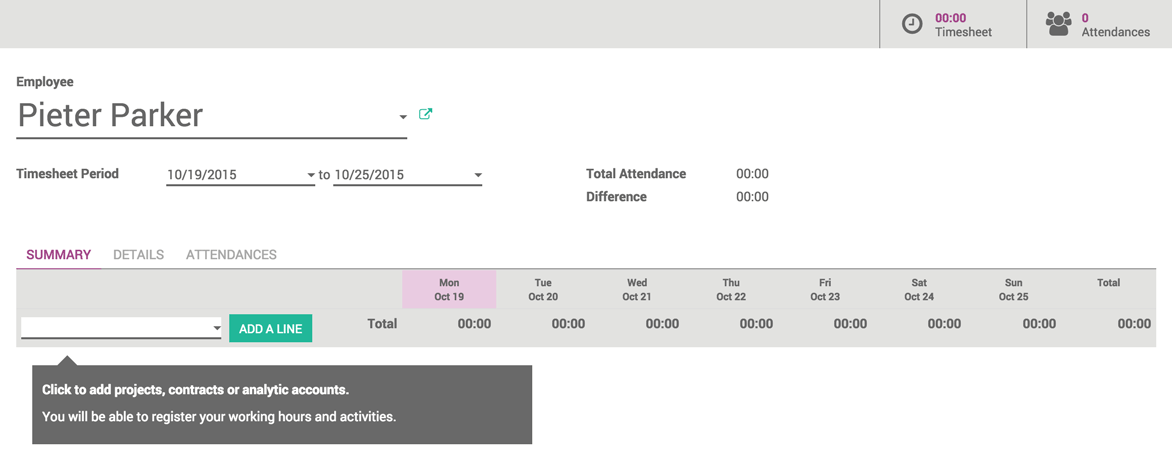 00:00
Timesheet
0
Attendances
Employee
Pieter Parker
Timesheet Period 10/19/2015 to 10/25/2015
Total Attendance 00:00
Difference 00:00
SUMMARY DETAILS ATTENDANCES
Mon Tue Wed Thu Fri Sat Sun Total
Oct 19 Oct 20 Oct 21 Oct 22 Oct 23 Oct 24 Oct 25
ADD A LINE Total 00:00 00:00 00:00 00:00 00:00 00:00 00:00 00:00
Click to add projects, contracts or analytic accounts.
You will be able to register your working hours and activities.